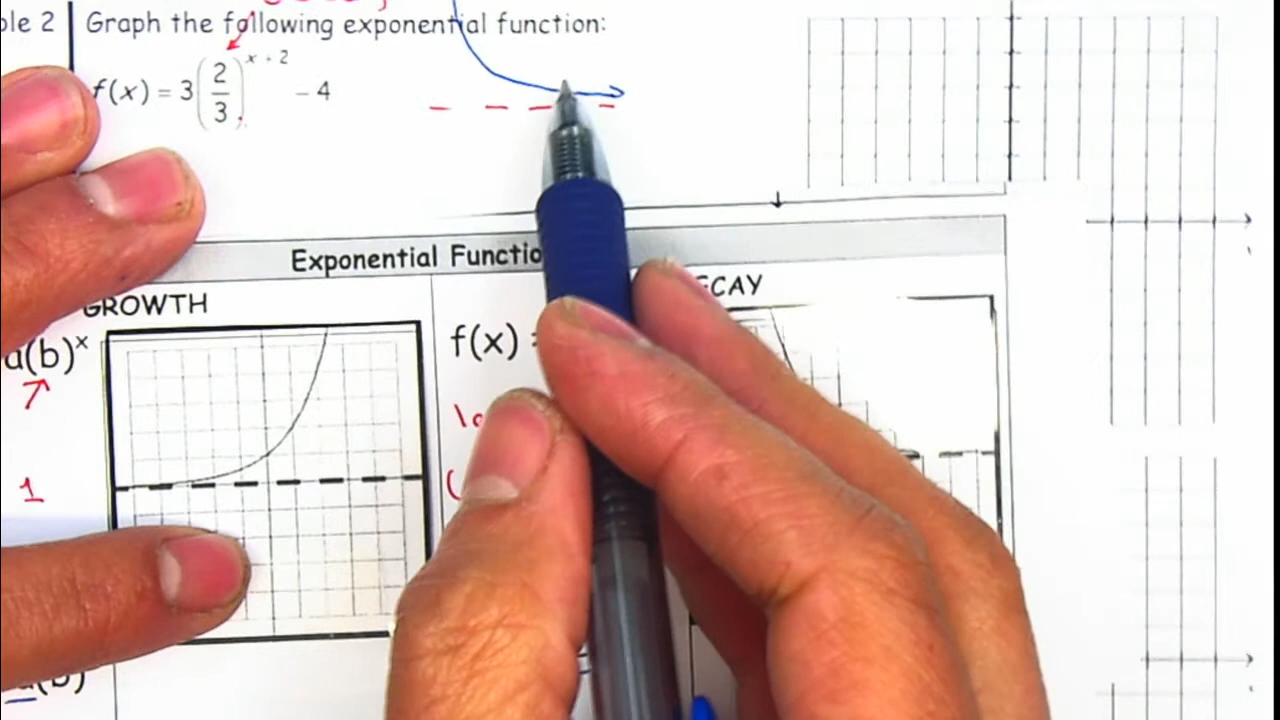 ple 2 Graph the following exponential function:
f(x) = 3(2/3)^{x + 2} - 4
Exponential Functio
GROWTH
ECAY
a(b)^x
f(x)
1
a(b)